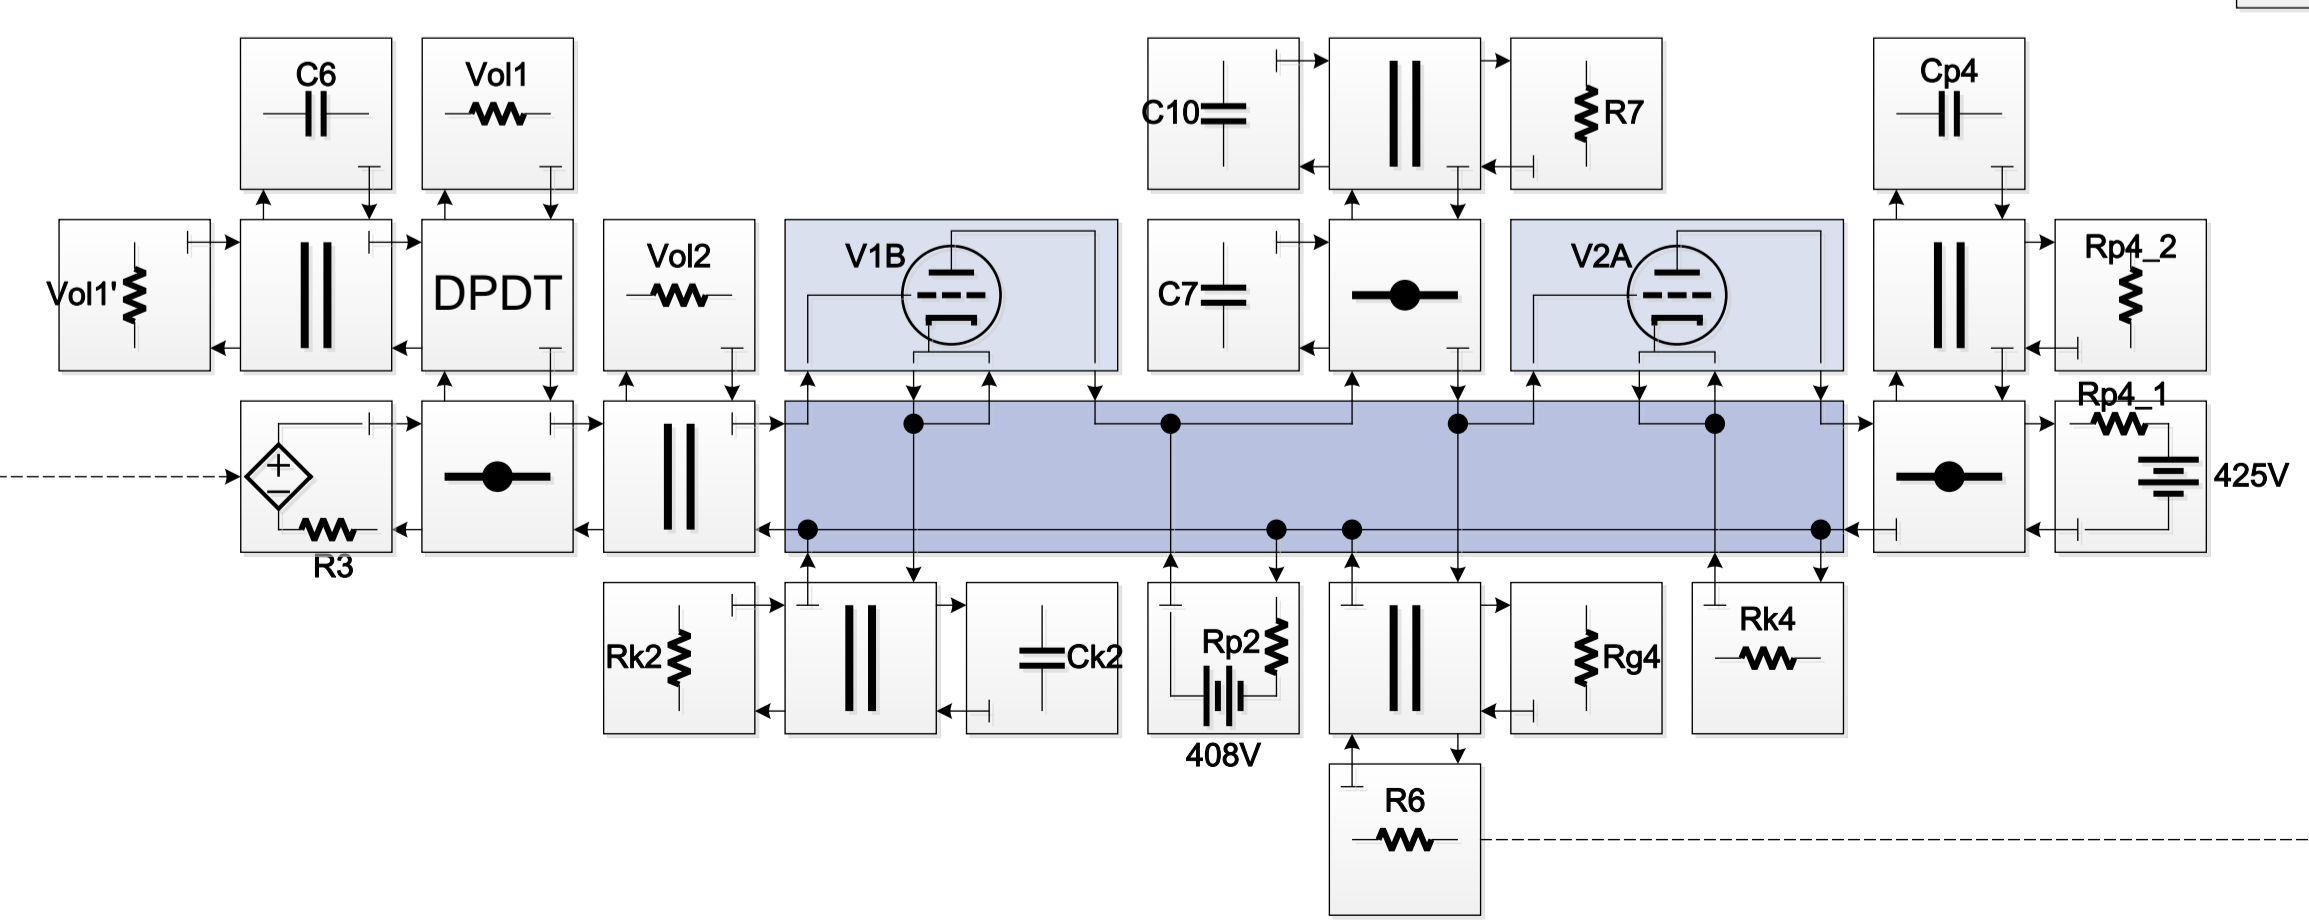 C6
Vol1
C10
R7
Cp4
Vol1'
DPDT
Vol2
V1B
C7
V2A
Rp4_2
Rp4_1
425V
R3
Rk2
Ck2
Rp2
408V
Rg4
Rk4
R6